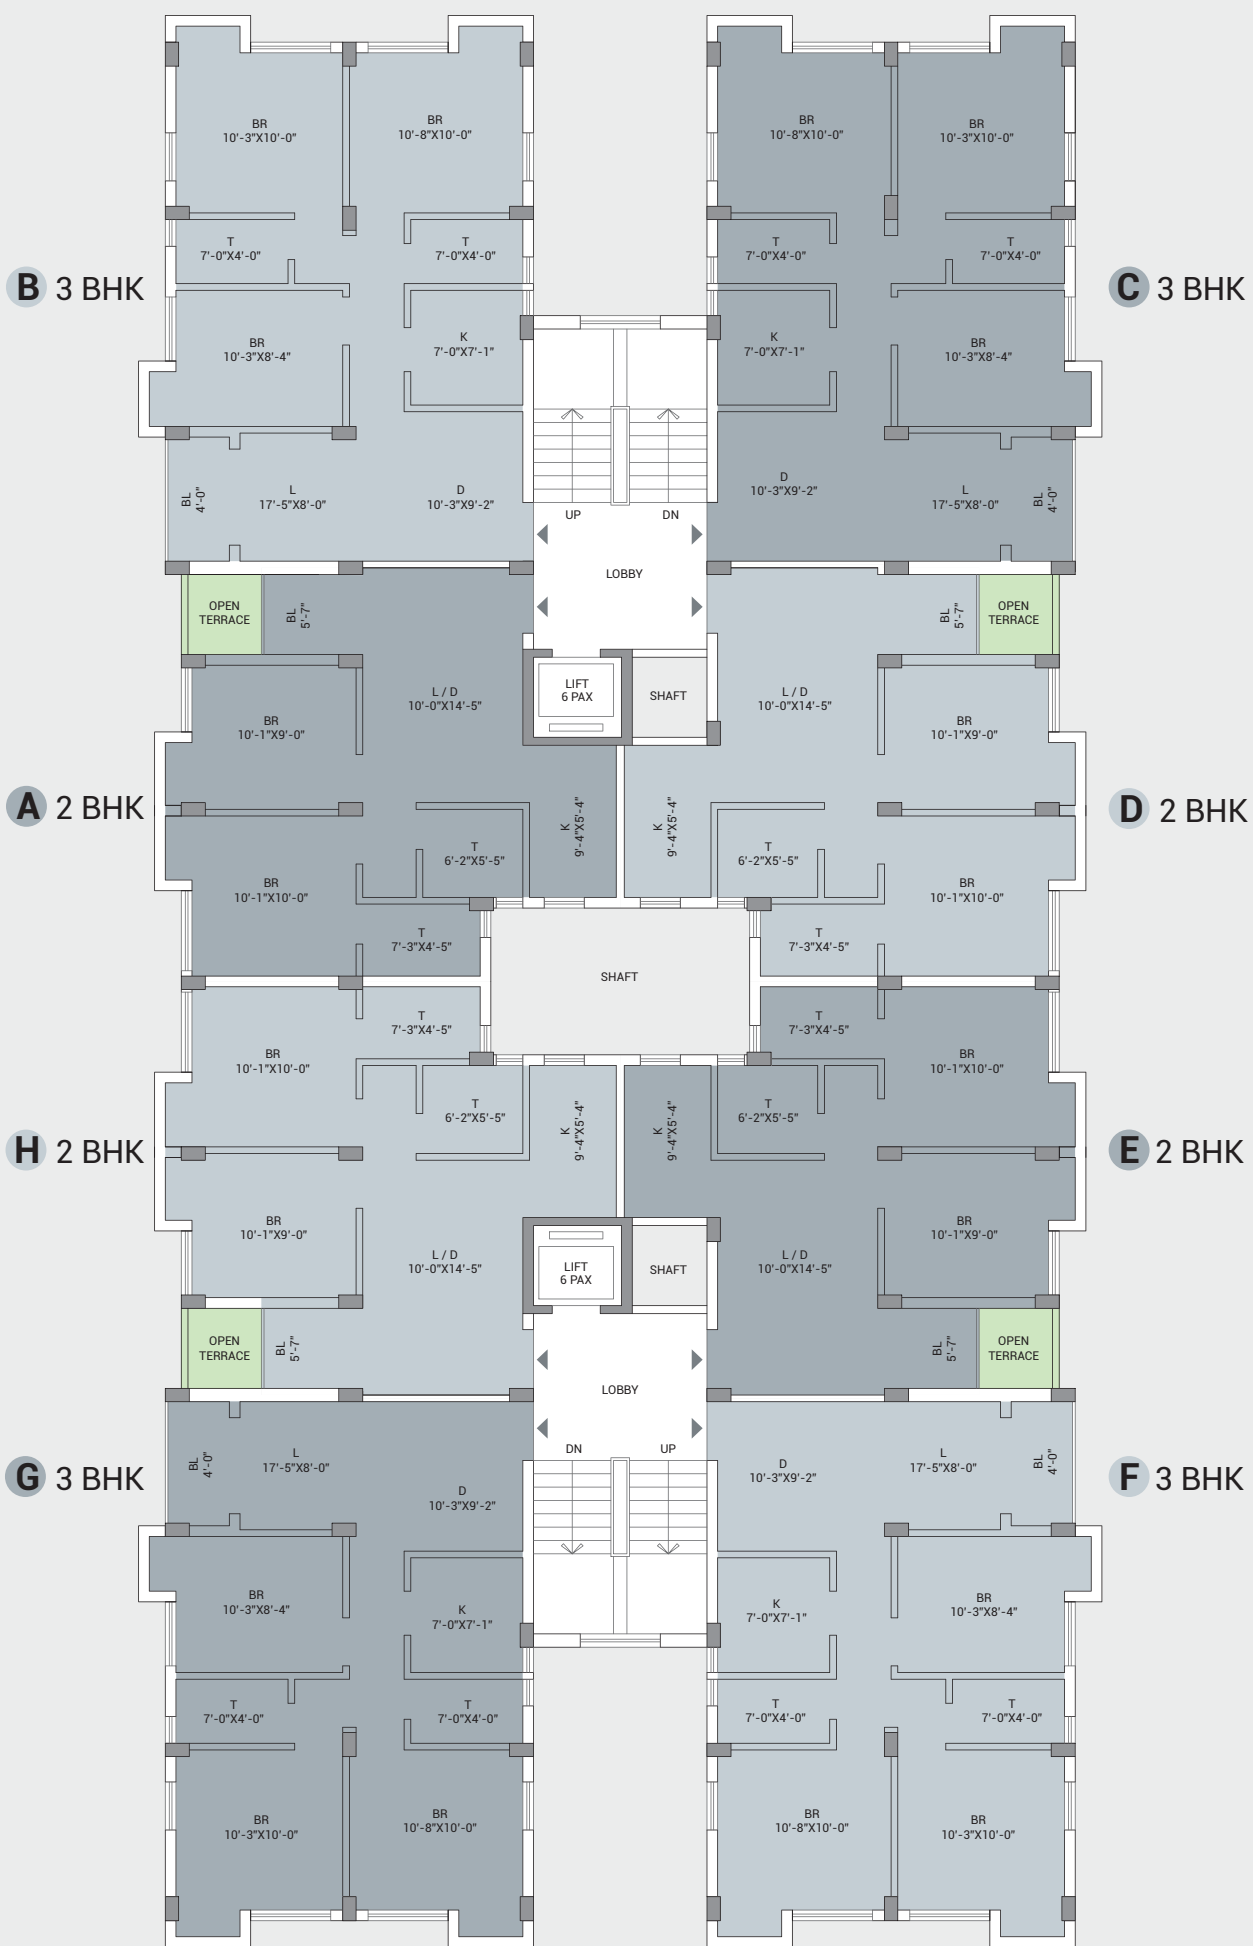 BR
10'-3"X10'-0"
BR
10'-8"X10'-0"
BR
10'-8"X10'-0"
BR
10'-3"X10'-0"
T
7'-0"X4'-0"
T
7'-0"X4'-0"
T
7'-0"X4'-0"
T
7'-0"X4'-0"
B 3 BHK
C 3 BHK
BR
10'-3"X8'-4"
K
7'-0"X7'-1"
K
7'-0"X7'-1"
BR
10'-3"X8'-4"
BL
4'-0"
L
17'-5"X8'-0"
D
10'-3"X9'-2"
D
10'-3"X9'-2"
L
17'-5"X8'-0"
BL
4'-0"
UP
DN
LOBBY
OPEN
TERRACE
BL
5'-7"
BL
5'-7"
OPEN
TERRACE
BR
10'-1"X9'-0"
L / D
10'-0"X14'-5"
LIFT
6 PAX
SHAFT
L / D
10'-0"X14'-5"
BR
10'-1"X9'-0"
A 2 BHK
D 2 BHK
K
9'-4"X5'-4"
K
9'-4"X5'-4"
T
6'-2"X5'-5"
T
6'-2"X5'-5"
BR
10'-1"X10'-0"
BR
10'-1"X10'-0"
T
7'-3"X4'-5"
T
7'-3"X4'-5"
SHAFT
T
7'-3"X4'-5"
T
7'-3"X4'-5"
BR
10'-1"X10'-0"
BR
10'-1"X10'-0"
T
6'-2"X5'-5"
K
9'-4"X5'-4"
K
9'-4"X5'-4"
T
6'-2"X5'-5"
H 2 BHK
E 2 BHK
BR
10'-1"X9'-0"
L / D
10'-0"X14'-5"
LIFT
6 PAX
SHAFT
L / D
10'-0"X14'-5"
BR
10'-1"X9'-0"
OPEN
TERRACE
BL
5'-7"
BL
5'-7"
OPEN
TERRACE
LOBBY
DN
UP
G 3 BHK
F 3 BHK
BL
4'-0"
L
17'-5"X8'-0"
D
10'-3"X9'-2"
D
10'-3"X9'-2"
L
17'-5"X8'-0"
BL
4'-0"
BR
10'-3"X8'-4"
K
7'-0"X7'-1"
K
7'-0"X7'-1"
BR
10'-3"X8'-4"
T
7'-0"X4'-0"
T
7'-0"X4'-0"
T
7'-0"X4'-0"
T
7'-0"X4'-0"
BR
10'-3"X10'-0"
BR
10'-8"X10'-0"
BR
10'-8"X10'-0"
BR
10'-3"X10'-0"